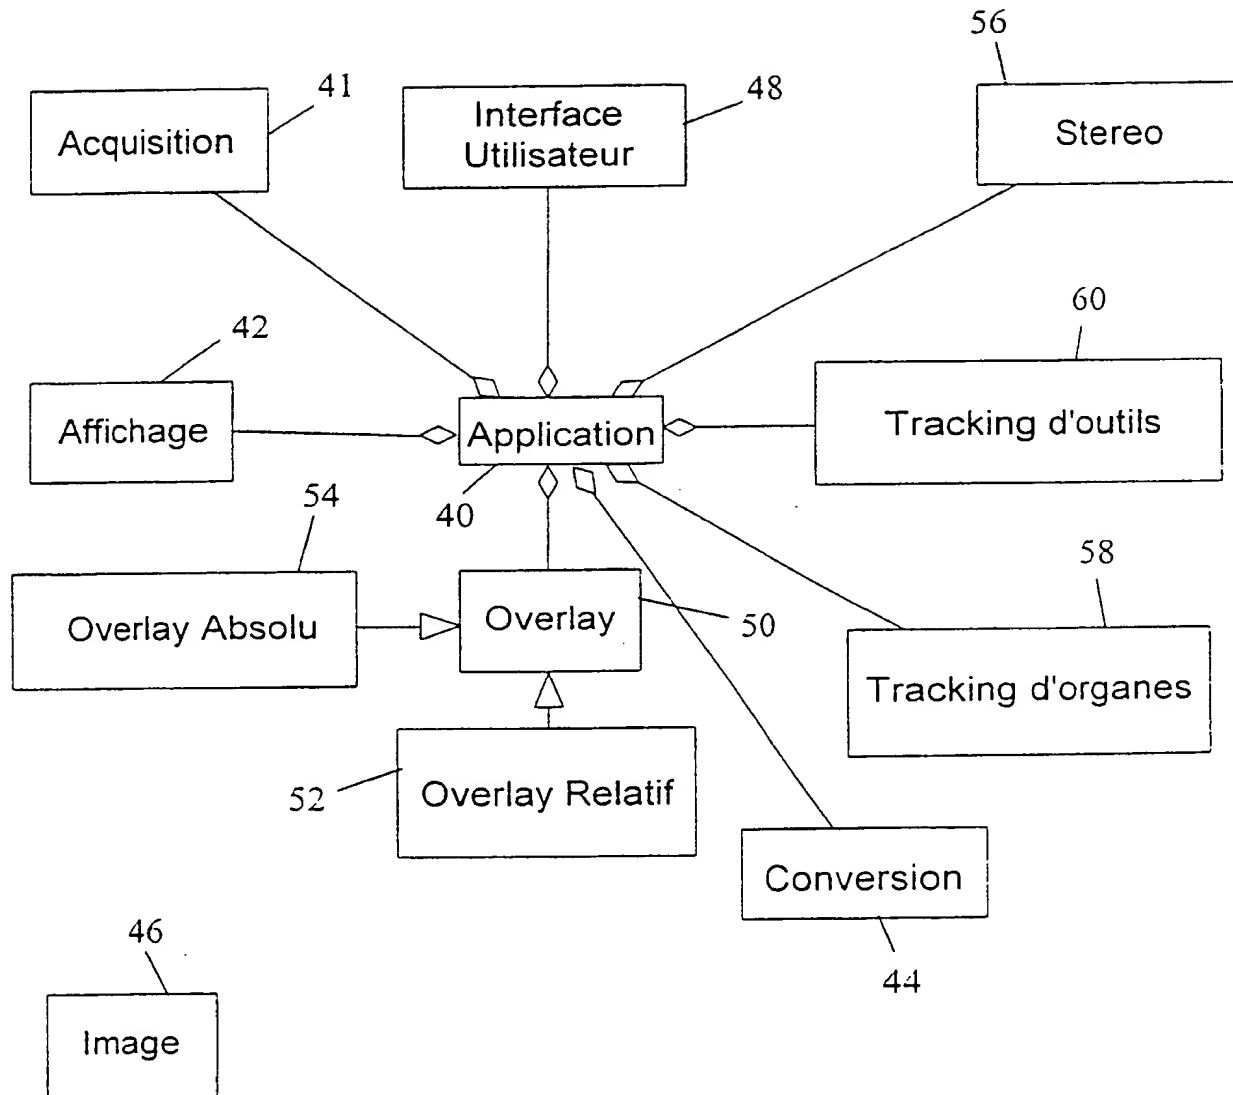 56
41
48
Acquisition
Interface
Utilisateur
Stereo
60
42
Affichage
Application
Tracking d'outils
40
54
58
Overlay Absolu
Overlay
50
Tracking d'organes
52
Overlay Relatif
Conversion
46
44
Image